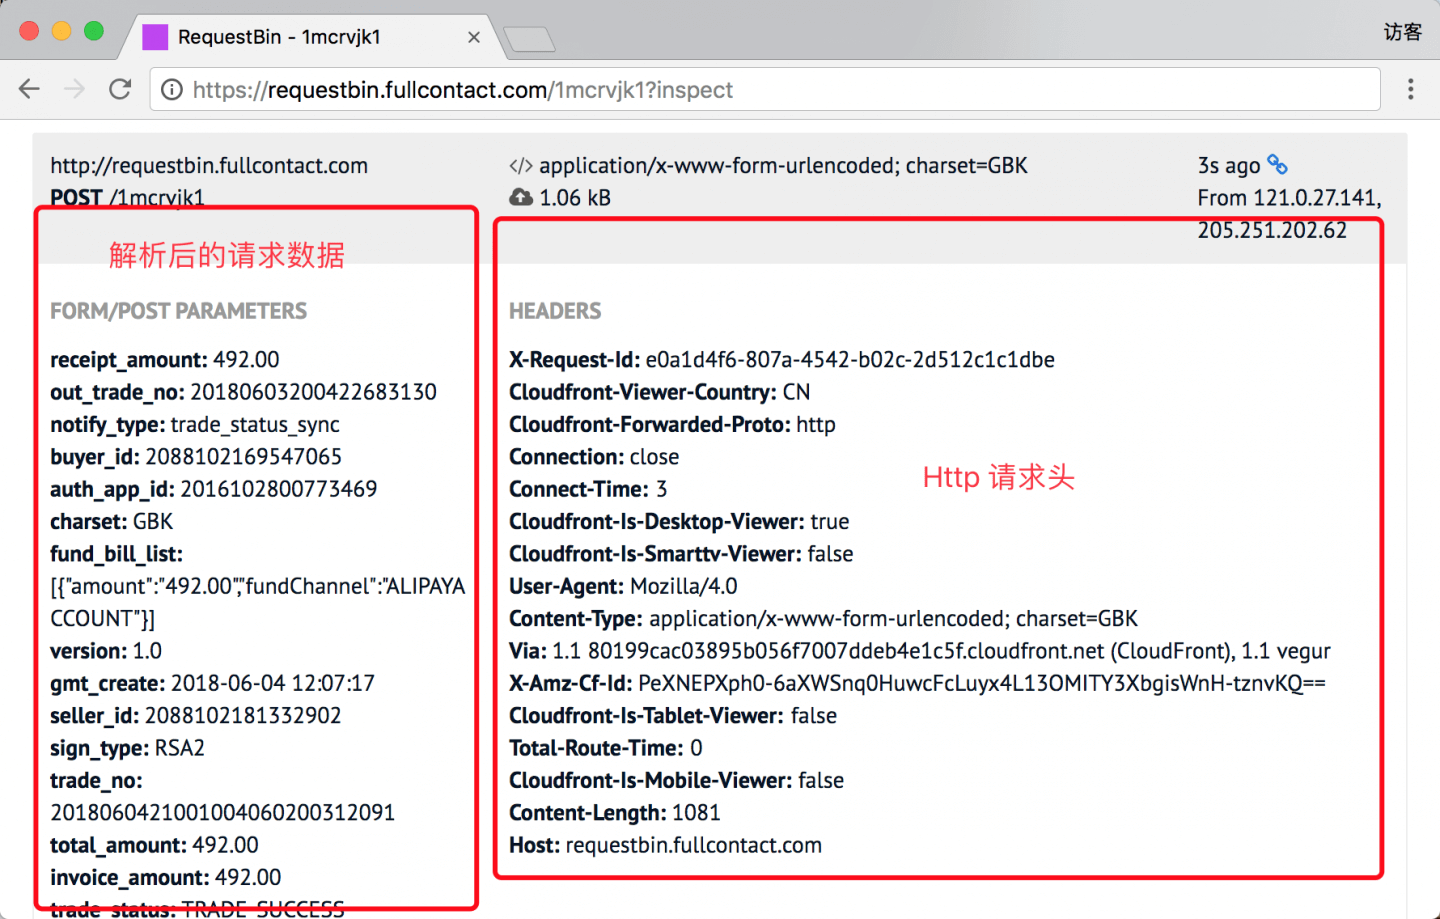 RequestBin - 1mcrvjk1
访客
https://requestbin.fullcontact.com/1mcrvjk1?inspect
http://requestbin.fullcontact.com
POST /1mcrvjk1
</> application/x-www-form-urlencoded; charset=GBK
1.06 kB
3s ago
From 121.0.27.141,
205.251.202.62
解析后的请求数据
FORM/POST PARAMETERS
receipt_amount: 492.00
out_trade_no: 20180603200422683130
notify_type: trade_status_sync
buyer_id: 2088102169547065
auth_app_id: 2016102800773469
charset: GBK
fund_bill_list:
[{"amount":"492.00","fundChannel":"ALIPAYA
CCOUNT"}]
version: 1.0
gmt_create: 2018-06-04 12:07:17
seller_id: 2088102181332902
sign_type: RSA2
trade_no:
2018060421001004060200312091
total_amount: 492.00
invoice_amount: 492.00
trade_status: TRADE_SUCCESS
HEADERS
X-Request-Id: e0a1d4f6-807a-4542-b02c-2d512c1c1dbe
Cloudfront-Viewer-Country: CN
Cloudfront-Forwarded-Proto: http
Connection: close
Connect-Time: 3
Http 请求头
Cloudfront-Is-Desktop-Viewer: true
Cloudfront-Is-Smarttv-Viewer: false
User-Agent: Mozilla/4.0
Content-Type: application/x-www-form-urlencoded; charset=GBK
Via: 1.1 80199cac03895b056f7007ddeb4e1c5f.cloudfront.net (CloudFront), 1.1 vegur
X-Amz-Cf-Id: PeXNEPXph0-6aXWSnq0HuwcFcLuyx4L13OMITY3XbgisWnH-tznvKQ==
Cloudfront-Is-Tablet-Viewer: false
Total-Route-Time: 0
Cloudfront-Is-Mobile-Viewer: false
Content-Length: 1081
Host: requestbin.fullcontact.com